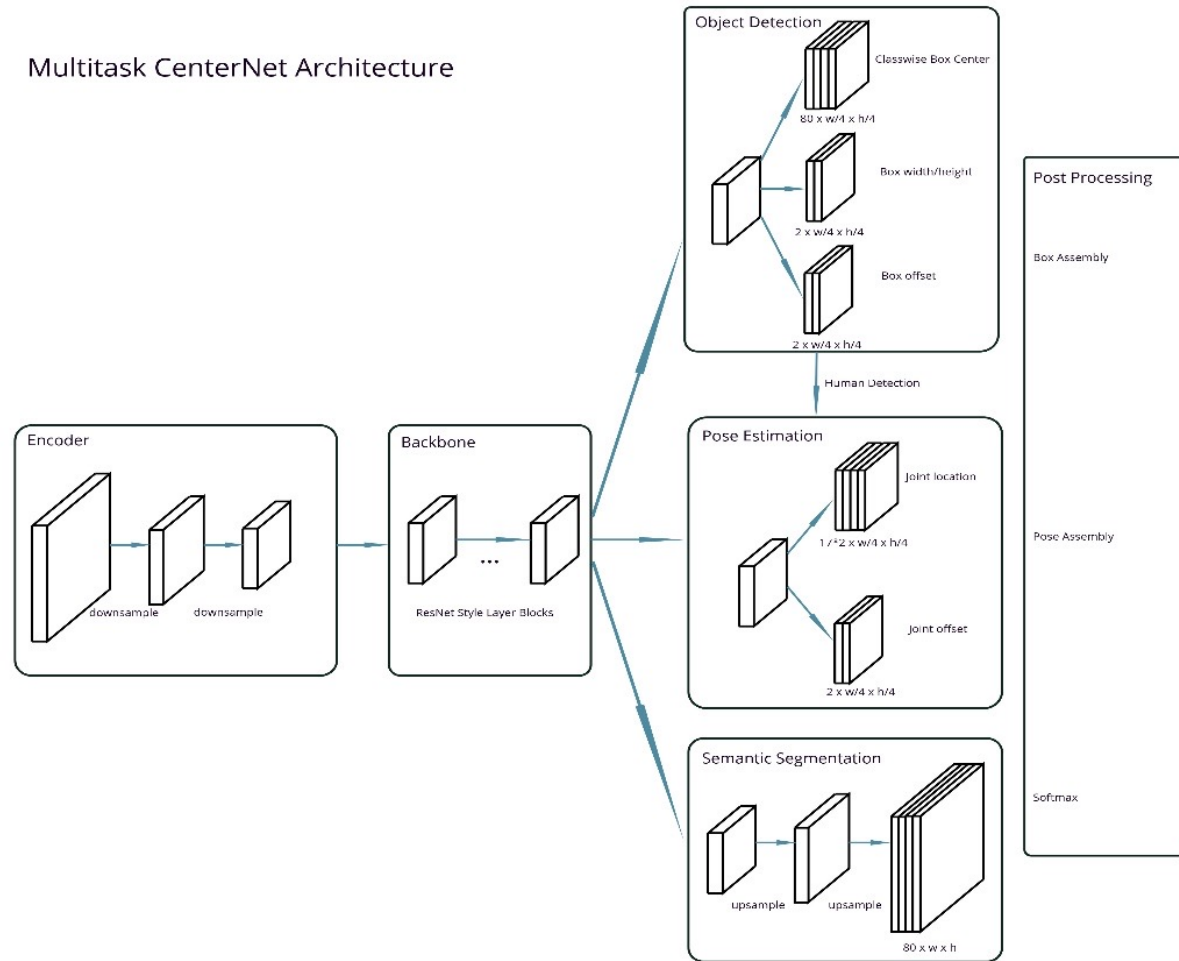 Multitask CenterNet Architecture
Encoder
downsample
downsample
Backbone
...
ResNet Style Layer Blocks
Object Detection
Classwise Box Center
80 x w/4 x h/4
Box width/height
2 x w/4 x h/4
Box offset
2 x w/4 x h/4
Human Detection
Pose Estimation
Joint location
17*2 x w/4 x h/4
Joint offset
2 x w/4 x h/4
Semantic Segmentation
upsample
upsample
80 x w x h
Post Processing
Box Assembly
Pose Assembly
Softmax